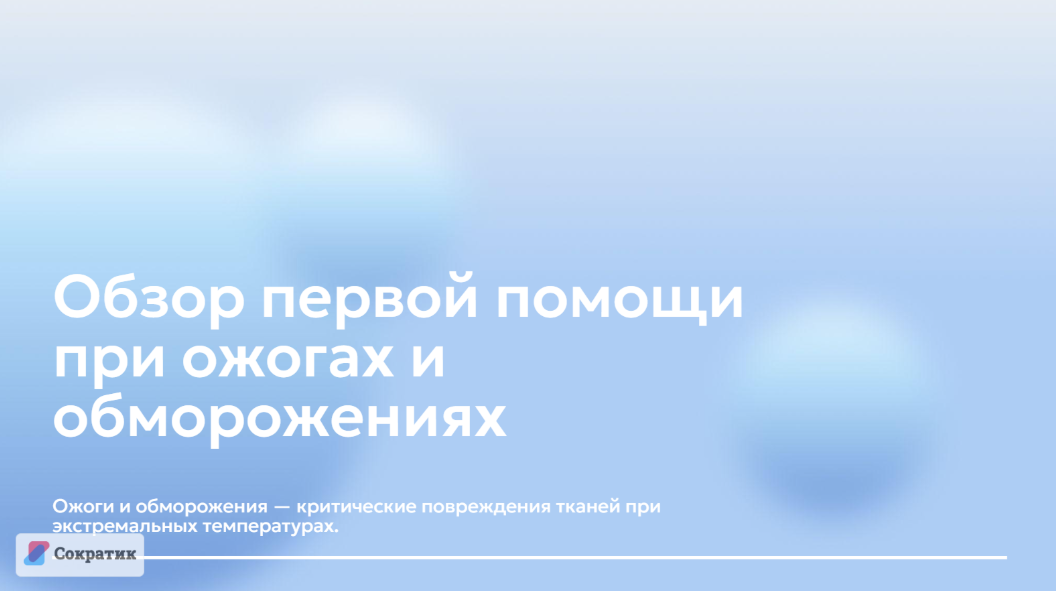 Обзор первой помощи
при ожогах и
обморожениях
Ожоги и обморожения — критические повреждения тканей при
экстремальных температурах.
Сократик